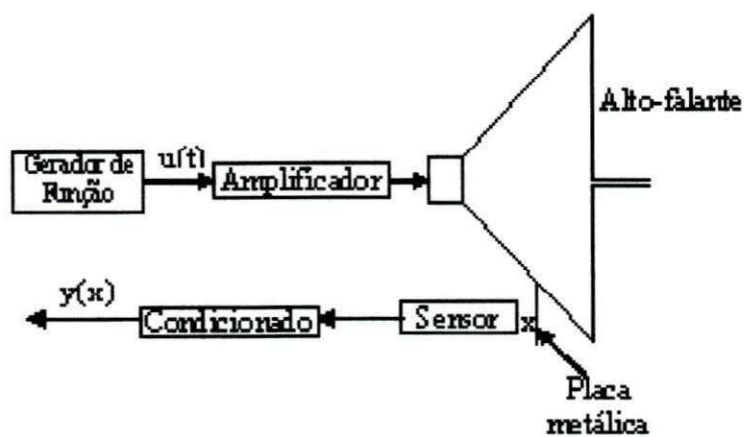 Alto-falante
Gerador de
Função
u(t)
Amplificador
y(x)
Condicionado
Sensor
x
Placa
metálica